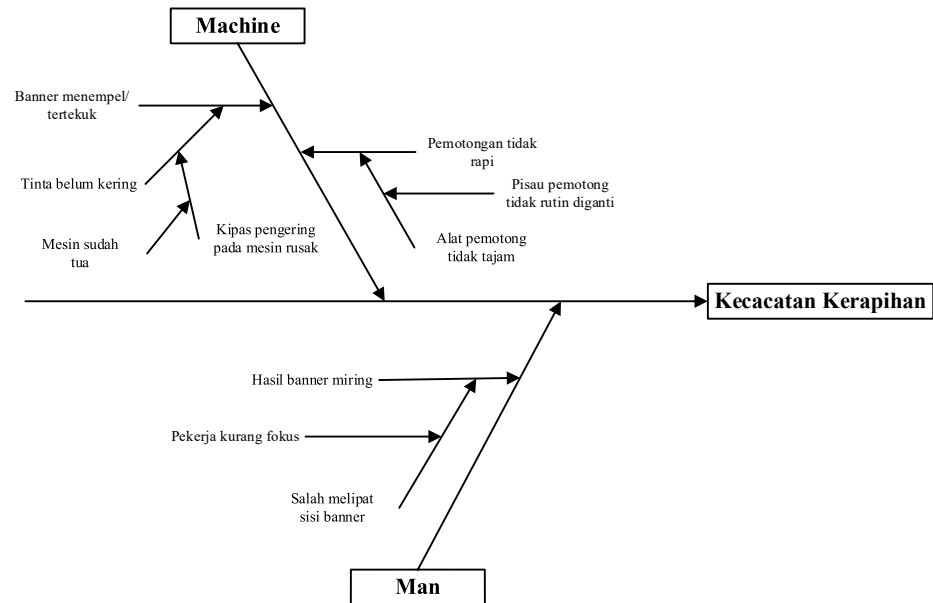 Machine
Banner menempel/
tertekuk
Pemotongan tidak
rapi
Tinta belum kering
Pisau pemotong
tidak rutin diganti
Mesin sudah
tua
Kipas pengering
pada mesin rusak
Alat pemotong
tidak tajam
Kecacatan Kerapihan
Hasil banner miring
Pekerja kurang fokus
Salah melipat
sisi banner
Man